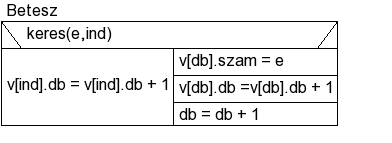 Betesz
keres(e,ind)
v[ind].db = v[ind].db + 1
v[db].szam = e
v[db].db =v[db].db + 1
db = db + 1